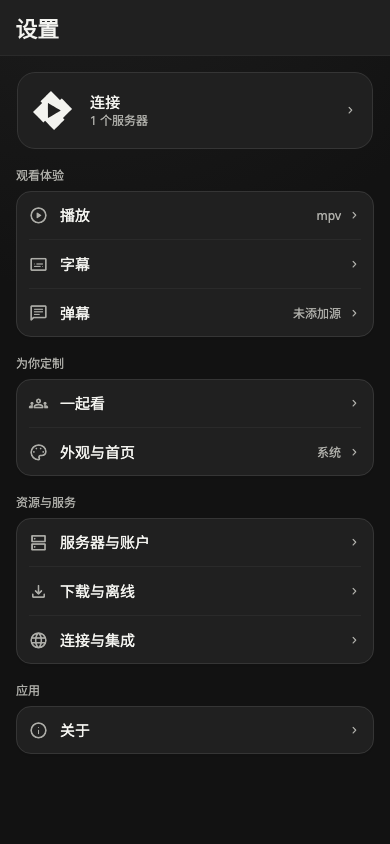 设置
连接
1 个服务器
观看体验
播放 mpv
字幕
弹幕 未添加源
为你定制
一起看
外观与首页 系统
资源与服务
服务器与账户
下载与离线
连接与集成
应用
关于